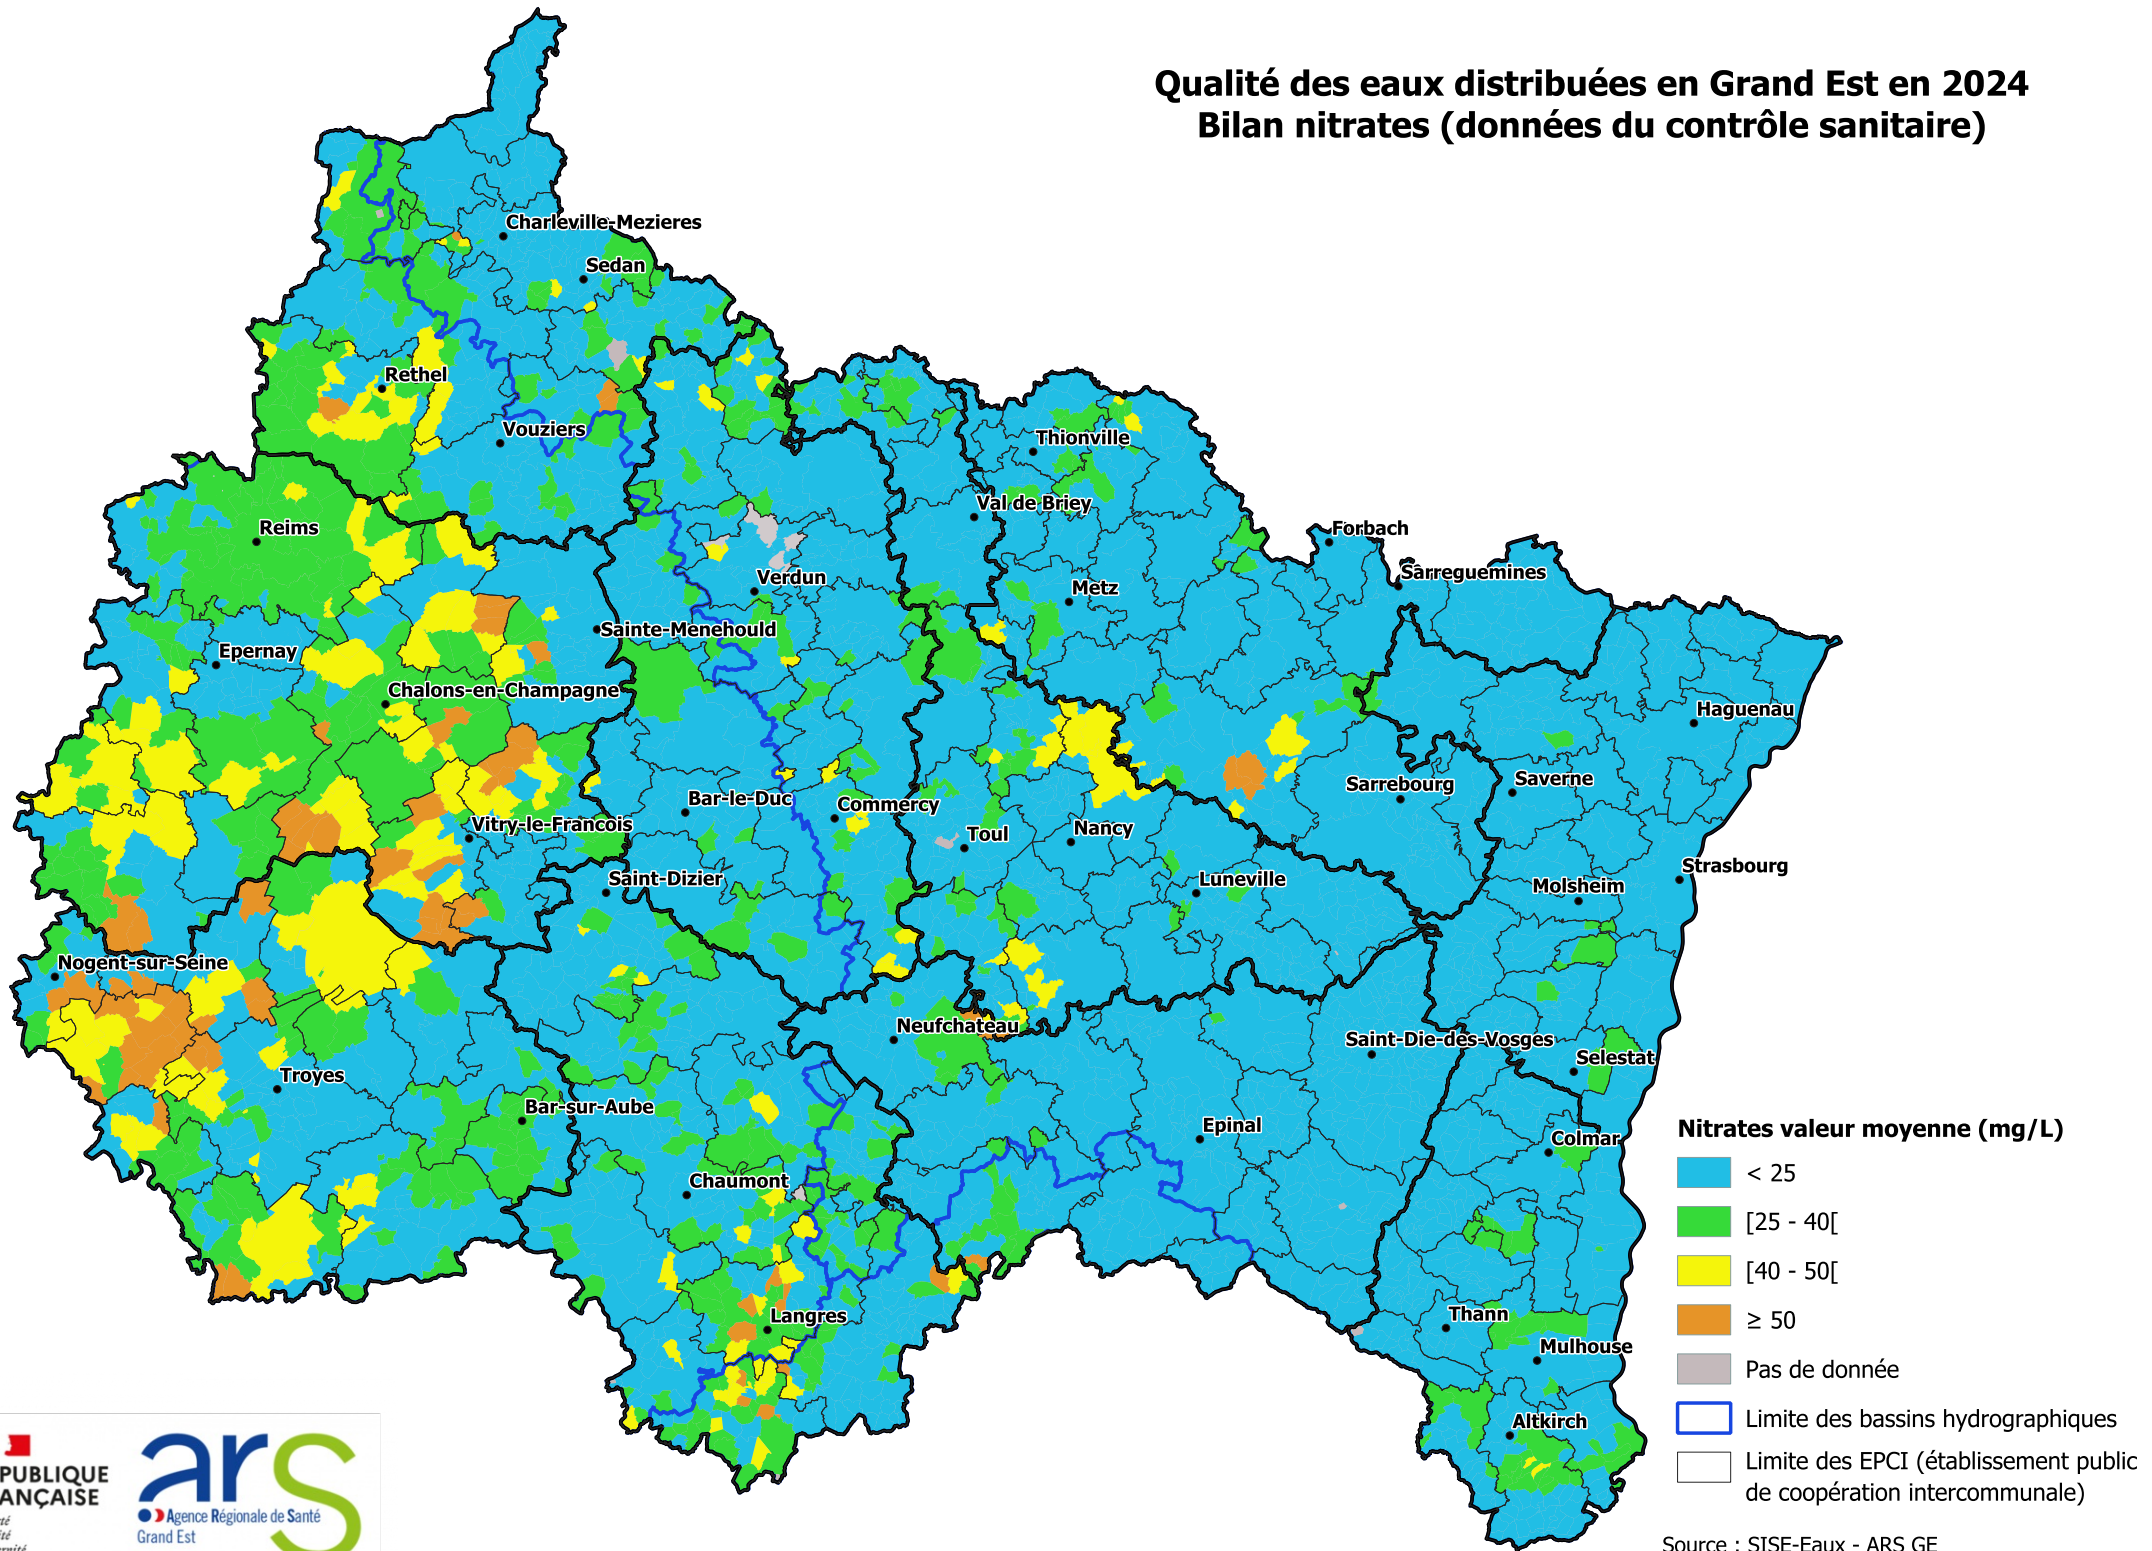 Qualité des eaux distribuées en Grand Est en 2024
Bilan nitrates (données du contrôle sanitaire)
Charleville-Mezieres
Sedan
Rethel
Vouziers
Thionville
Val de Briey
Reims
Forbach
Sarreguemines
Verdun
Metz
Sainte-Menehould
Epernay
Chalons-en-Champagne
Haguenau
Saverne
Sarrebourg
Bar-le-Duc
Commercy
Vitry-le-Francois
Toul
Nancy
Strasbourg
Saint-Dizier
Luneville
Molsheim
Nogent-sur-Seine
Neufchateau
Saint-Die-des-Vosges
Selestat
Troyes
Bar-sur-Aube
Epinal
Colmar
Chaumont
Langres
Thann
Mulhouse
Altkirch
Nitrates valeur moyenne (mg/L)
< 25
[25 - 40[
[40 - 50[
≥ 50
Pas de donnée
Limite des bassins hydrographiques
Limite des EPCI (établissement public
de coopération intercommunale)
Source : SISE-Eaux - ARS GE
PUBLIQUE
ANÇAISE
té
ité
ernité
ars
Agence Régionale de Santé
Grand Est